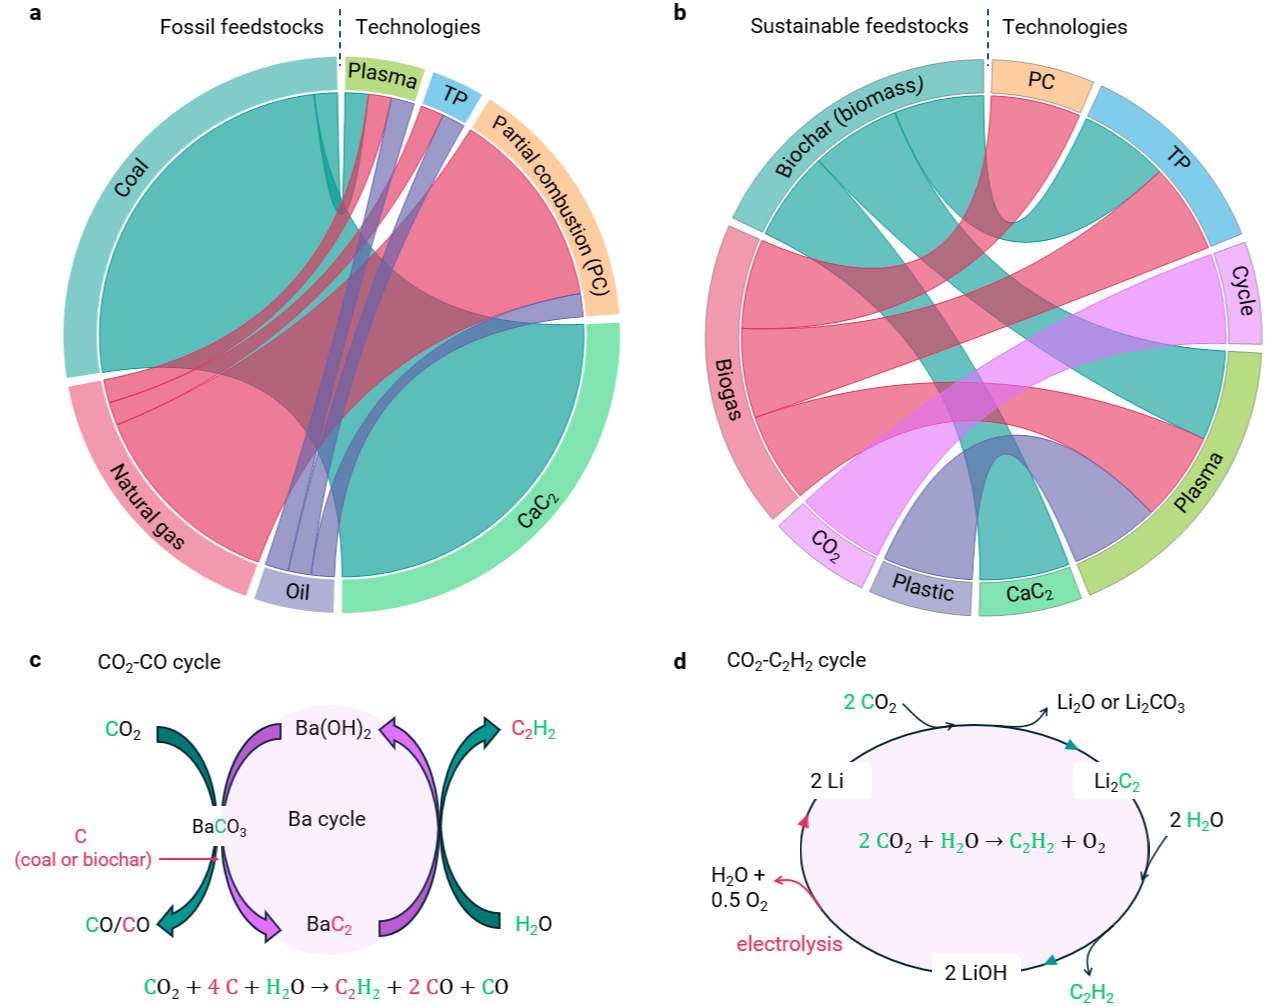 a
Fossil feedstocks
Technologies
Coal
Plasma
TP
Partial combustion (PC)
Natural gas
Oil
CaC₂
b
Sustainable feedstocks
Technologies
Biochar (biomass)
PC
TP
Cycle
Biogas
Plasma
CO₂
Plastic
CaC₂
c
CO₂-CO cycle
CO₂
Ba(OH)₂
C₂H₂
BaCO₃
Ba cycle
C
(coal or biochar)
CO/CO
BaC₂
H₂O
CO₂ + 4 C + H₂O → C₂H₂ + 2 CO + CO
d
CO₂-C₂H₂ cycle
2 CO₂
Li₂O or Li₂CO₃
2 Li
Li₂C₂
2 H₂O
2 CO₂ + H₂O → C₂H₂ + O₂
H₂O +
0.5 O₂
electrolysis
2 LiOH
C₂H₂